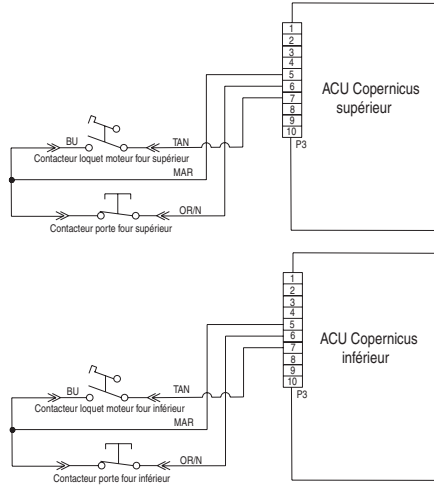 1
2
3
4
5
6
7
8
9
10
P3
ACU Copernicus
supérieur
BU
TAN
Contacteur loquet moteur four supérieur
MAR
OR/N
Contacteur porte four supérieur
1
2
3
4
5
6
7
8
9
10
P3
ACU Copernicus
inférieur
BU
TAN
Contacteur loquet moteur four inférieur
MAR
OR/N
Contacteur porte four inférieur